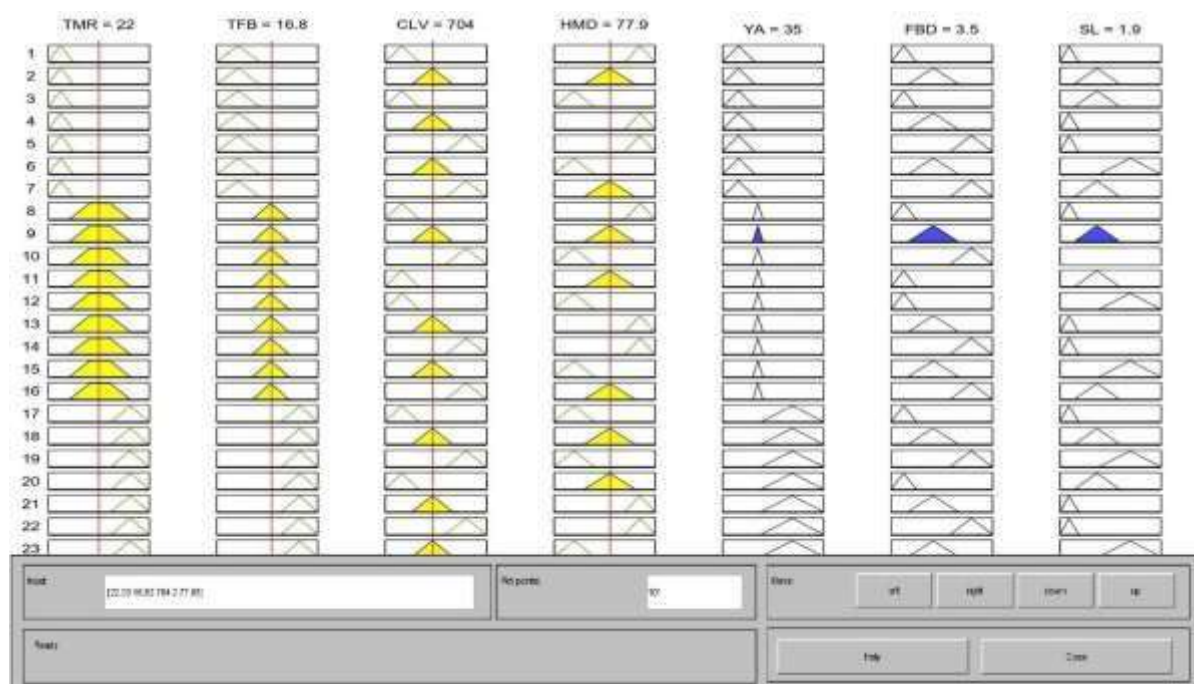 TMR = 22 TFB = 16.8 CLV = 704 HMD = 77.9 YA = 35 FBD = 3.5 SL = 1.9
1
2
3
4
5
6
7
8
9
10
11
12
13
14
15
16
17
18
19
20
21
22
23
Input:
Plot points:
101
Move:
left
right
down
up
Ready
Help
Close